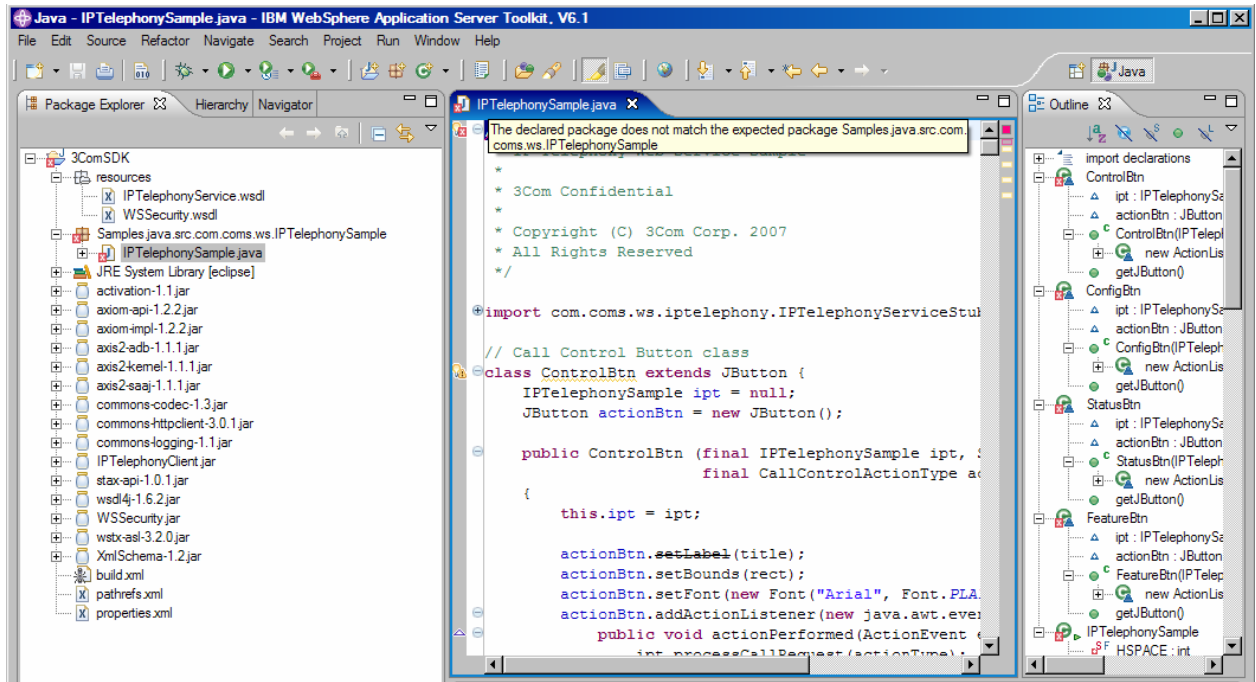 Java - IPTelephonySample.java - IBM WebSphere Application Server Toolkit, V6.1
File Edit Source Refactor Navigate Search Project Run Window Help
Java
Package Explorer Hierarchy Navigator
3ComSDK
resources
IPTelephonyService.wsdl
WSSecurity.wsdl
Samples.java.src.com.coms.ws.IPTelephonySample
IPTelephonySample.java
JRE System Library [eclipse]
activation-1.1.jar
axiom-api-1.2.2.jar
axiom-impl-1.2.2.jar
axis2-adb-1.1.1.jar
axis2-kernel-1.1.1.jar
axis2-saaj-1.1.1.jar
commons-codec-1.3.jar
commons-httpclient-3.0.1.jar
commons-logging-1.1.jar
IPTelephonyClient.jar
stax-api-1.0.1.jar
wsdl4j-1.6.2.jar
WSSecurity.jar
wstx-asl-3.2.0.jar
XmlSchema-1.2.jar
build.xml
pathrefs.xml
properties.xml
IPTelephonySample.java
The declared package does not match the expected package Samples.java.src.com.
coms.ws.IPTelephonySample
*
* 3Com Confidential
*
* Copyright (C) 3Com Corp. 2007
* All Rights Reserved
*/
import com.coms.ws.iptelephony.IPTelephonyServiceStu
// Call Control Button class
class ControlBtn extends JButton {
IPTelephonySample ipt = null;
JButton actionBtn = new JButton();
public ControlBtn (final IPTelephonySample ipt, S
final CallControlActionType ac
{
this.ipt = ipt;
actionBtn.setLabel(title);
actionBtn.setBounds(rect);
actionBtn.setFont(new Font("Arial", Font.PLA
actionBtn.addActionListener(new java.awt.eve
public void actionPerformed(ActionEvent e
ipt.processCallRequest(actionType);
Outline
import declarations
ControlBtn
ipt : IPTelephonySa
actionBtn : JButton
ControlBtn(IPTeleph
new ActionLis
getJButton()
ConfigBtn
ipt : IPTelephonySa
actionBtn : JButton
ConfigBtn(IPTeleph
new ActionLis
getJButton()
StatusBtn
ipt : IPTelephonySa
actionBtn : JButton
StatusBtn(IPTeleph
new ActionLis
getJButton()
FeatureBtn
ipt : IPTelephonySa
actionBtn : JButton
FeatureBtn(IPTelep
new ActionLis
getJButton()
IPTelephonySample
HSPACE : int